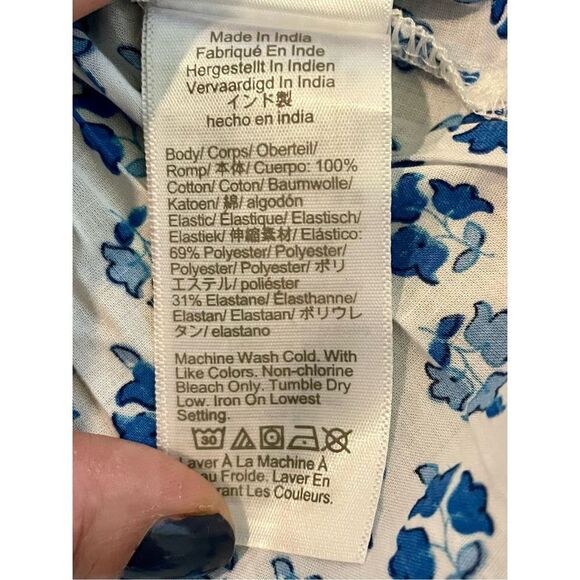 Made In India
Fabriqué En Inde
Hergestellt In Indien
Vervaardigd In India
インド製
hecho en india
Body/ Corps/ Oberteil/
Romp/ 本体/ Cuerpo: 100%
Cotton/ Coton/ Baumwolle/
Katoen/ 綿/ algodón
Elastic/ Élastique/ Elastisch/
Elastiek/ 伸縮素材/ Elástico:
69% Polyester/ Polyester/
Polyester/ Polyester/ ポリ
エステル/ poliéster
31% Elastane/ Élasthanne/
Elastan/ Elastaan/ ポリウレ
タン/ elastano
Machine Wash Cold. With
Like Colors. Non-chlorine
Bleach Only. Tumble Dry
Low. Iron On Lowest
Setting.
30
Laver À La Machine À
au Froide. Laver En
rant Les Couleurs.